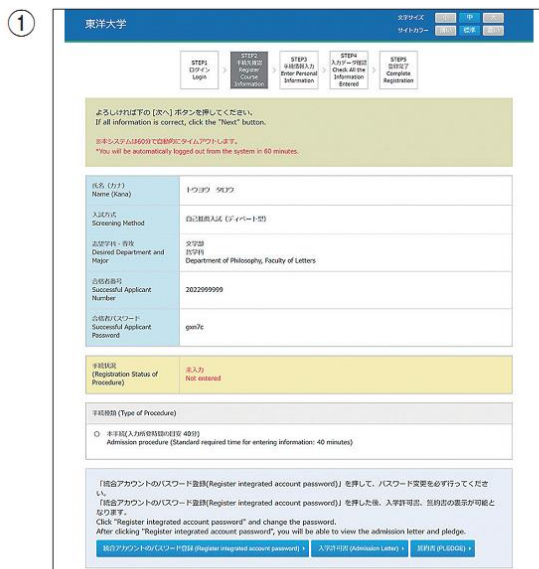 ①
東洋大学
文字サイズ 小 中 大
サイトカラー 標準
STEP1
ログイン
Login
STEP2
手続入確認
Register
Course
Information
STEP3
手続情報入力
Enter Personal
Information
STEP4
入力データ確認
Check All the
Information
Entered
STEP5
登録完了
Complete
Registration
よろしければ下の [次へ] ボタンを押してください。
If all information is correct, click the "Next" button.
※本システムは60分で自動的にタイムアウトします。
*You will be automatically logged out from the system in 60 minutes.
氏名（カナ）
Name (Kana)
トウヨウ タロウ
入試方式
Screening Method
自己推薦入試（ディベート型）
志望学科・専攻
Desired Department and
Major
文学部
哲学科
Department of Philosophy, Faculty of Letters
合格者番号
Successful Applicant
Number
2022999999
合格者パスワード
Successful Applicant
Password
gxn7c
手続状況
(Registration Status of
Procedure)
未入力
Not entered
手続種類 (Type of Procedure)
本手続(入力所要時間の目安 40分)
Admission procedure (Standard required time for entering information: 40 minutes)
「統合アカウントのパスワード登録(Register integrated account password)」を押して、パスワード変更を必ず行ってくださ
い。
「統合アカウントのパスワード登録(Register integrated account password)」を押した後、入学許可書、誓約書の表示が可能と
なります。
Click "Register integrated account password" and change the password.
After clicking "Register integrated account password", you will be able to view the admission letter and pledge.
統合アカウントのパスワード登録 (Register integrated account password)
入学許可書 (Admission Letter)
誓約書 (PLEDGE)